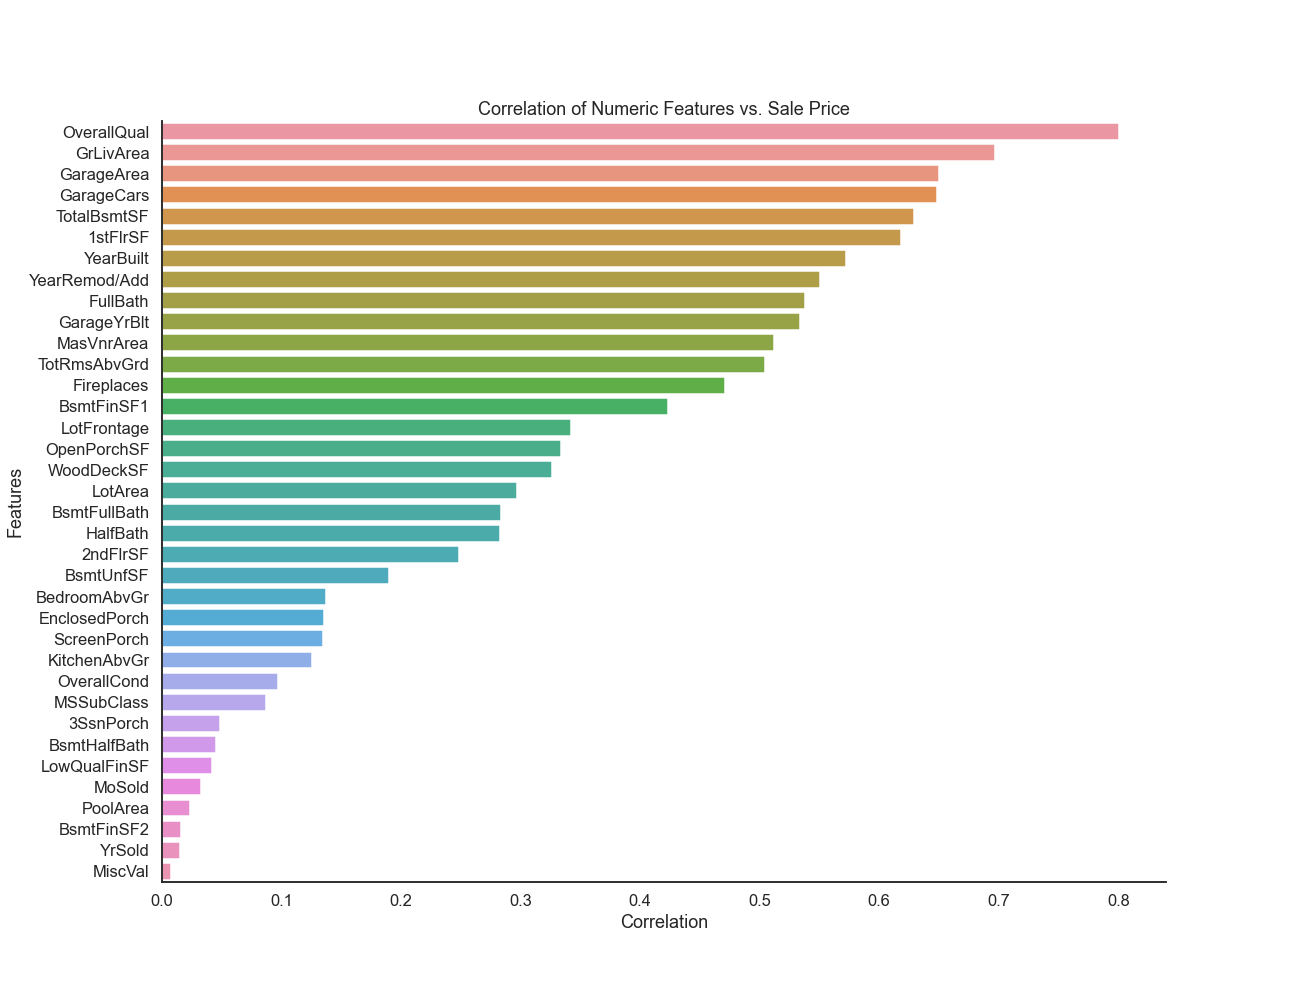 Correlation of Numeric Features vs. Sale Price
OverallQual
GrLivArea
GarageArea
GarageCars
TotalBsmtSF
1stFlrSF
YearBuilt
YearRemod/Add
FullBath
GarageYrBlt
MasVnrArea
TotRmsAbvGrd
Fireplaces
BsmtFinSF1
LotFrontage
OpenPorchSF
WoodDeckSF
LotArea
BsmtFullBath
HalfBath
2ndFlrSF
BsmtUnfSF
BedroomAbvGr
EnclosedPorch
ScreenPorch
KitchenAbvGr
OverallCond
MSSubClass
3SsnPorch
BsmtHalfBath
LowQualFinSF
MoSold
PoolArea
BsmtFinSF2
YrSold
MiscVal
Features
0.0 0.1 0.2 0.3 0.4 0.5 0.6 0.7 0.8
Correlation